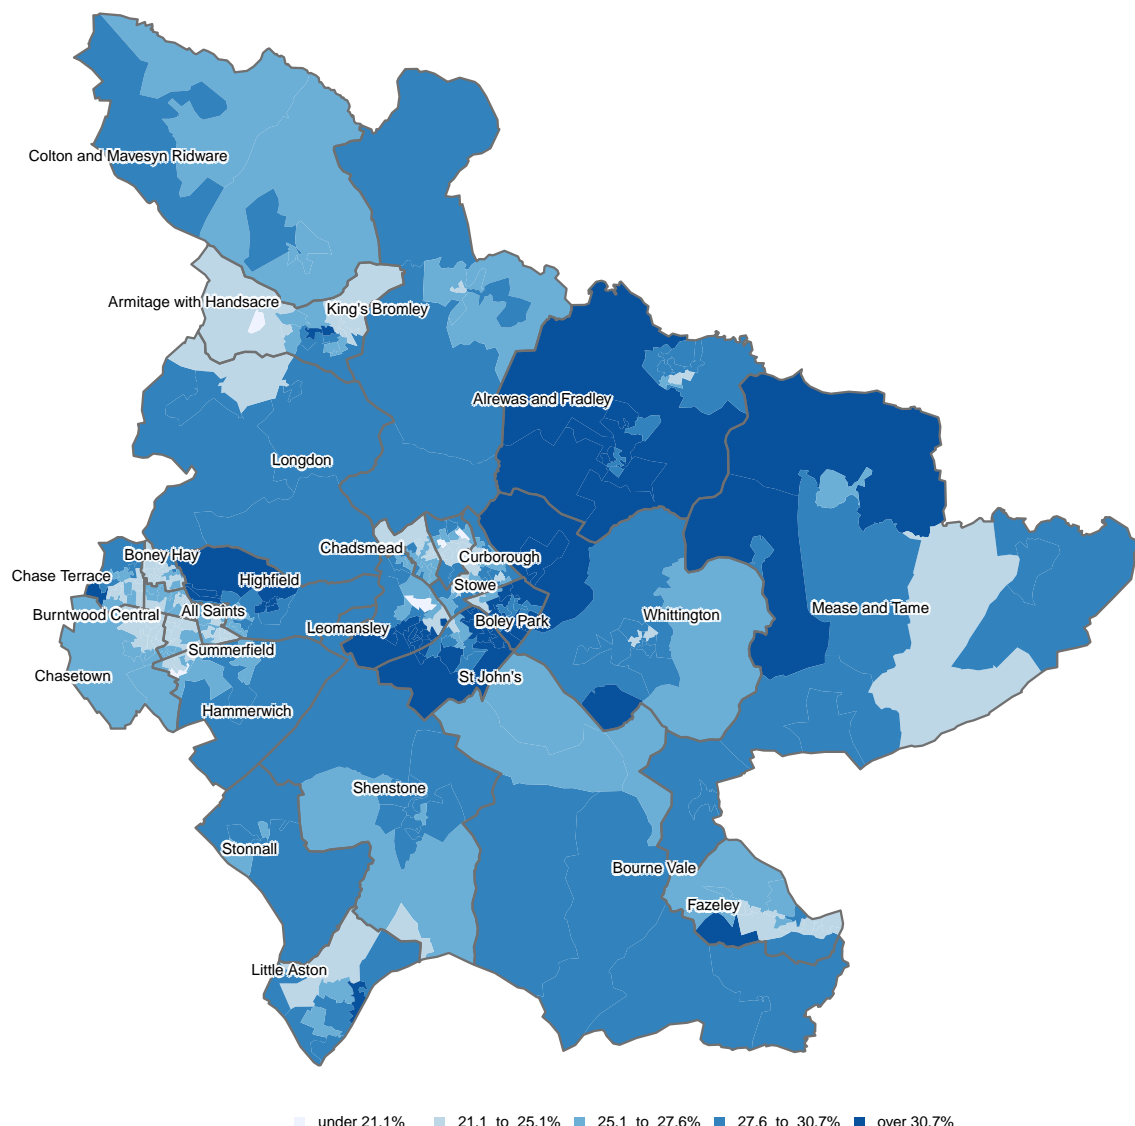 Colton and Mavesyn Ridware
Armitage with Handsacre
King's Bromley
Alrewas and Fradley
Longdon
Chadsmead
Curborough
Boney Hay
Chase Terrace
Highfield
Stowe
Burntwood Central
All Saints
Mease and Tame
Whittington
Boley Park
Leomansley
Summerfield
Chasetown
St John's
Hammerwich
Shenstone
Stonnall
Bourne Vale
Fazeley
Little Aston
under 21.1% 21.1 to 25.1% 25.1 to 27.6% 27.6 to 30.7% over 30.7%